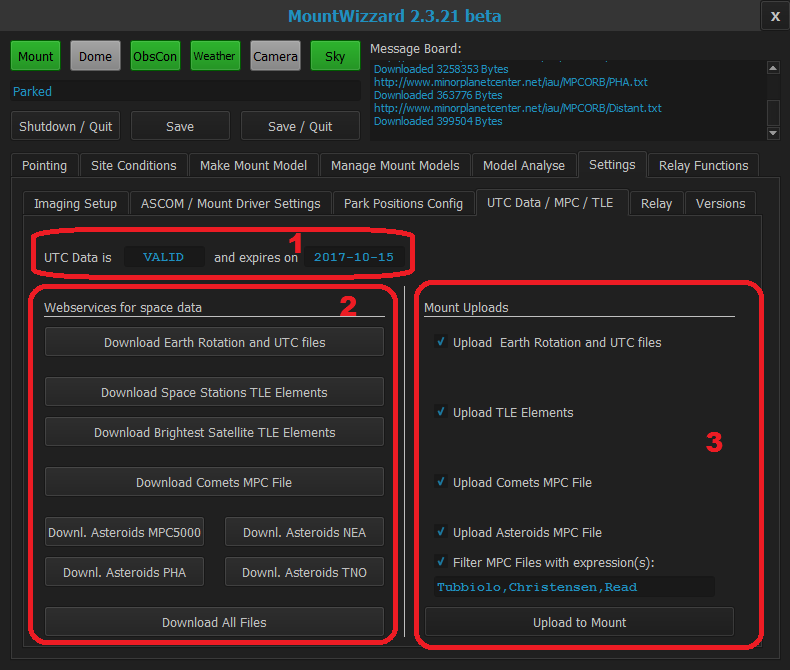 MountWizzard 2.3.21 beta
X
Mount Dome ObsCon Weather Camera Sky
Message Board:
Downloaded 3258353 Bytes
http://www.minorplanetcenter.net/iau/MPCORB/PHA.txt
Downloaded 363776 Bytes
http://www.minorplanetcenter.net/iau/MPCORB/Distant.txt
Downloaded 399504 Bytes
Parked
Shutdown / Quit Save Save / Quit
Pointing Site Conditions Make Mount Model Manage Mount Models Model Analyse Settings Relay Functions
Imaging Setup ASCOM / Mount Driver Settings Park Positions Config UTC Data / MPC / TLE Relay Versions
1
UTC Data is VALID and expires on 2017-10-15
2
Webservices for space data
Download Earth Rotation and UTC files
Download Space Stations TLE Elements
Download Brightest Satellite TLE Elements
Download Comets MPC File
Downl. Asteroids MPC5000 Downl. Asteroids NEA
Downl. Asteroids PHA Downl. Asteroids TNO
Download All Files
Mount Uploads
Upload Earth Rotation and UTC files
Upload TLE Elements
3
Upload Comets MPC File
Upload Asteroids MPC File
Filter MPC Files with expression(s):
Tubbiolo,Christensen,Read
Upload to Mount